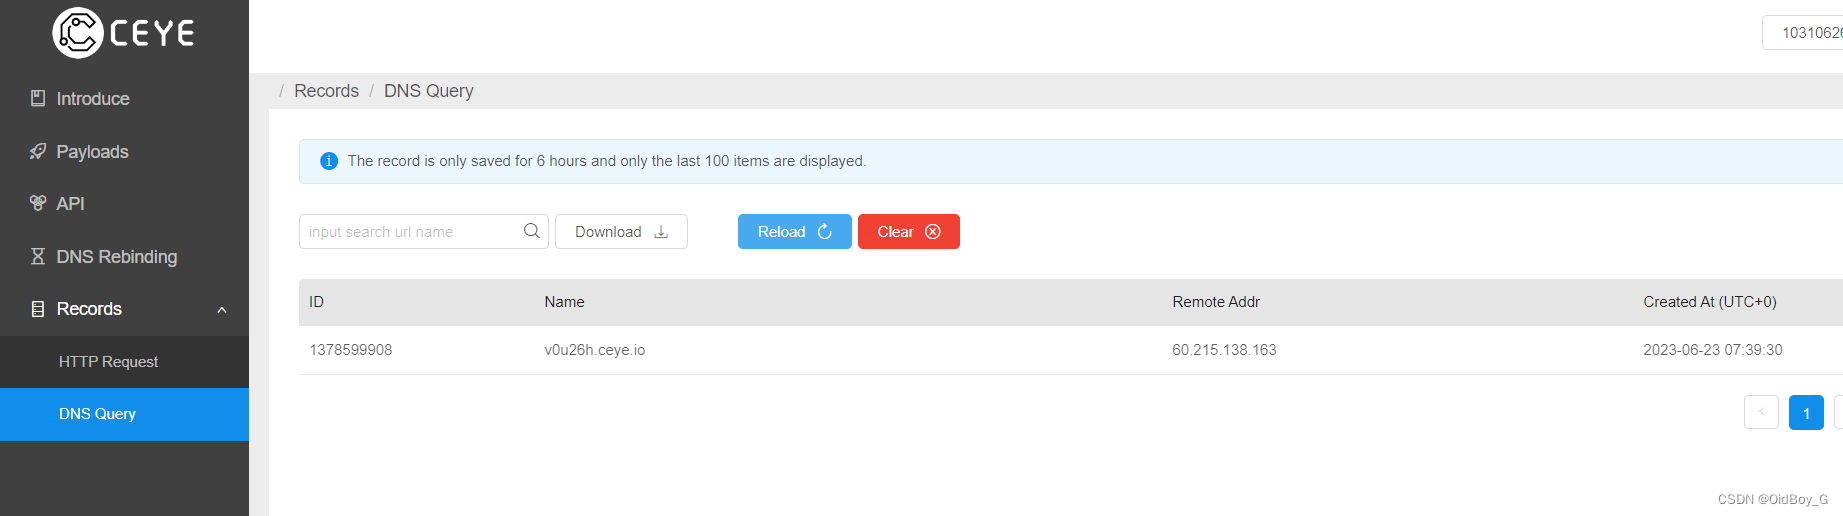 CEYE
1031062
Introduce
Payloads
API
DNS Rebinding
Records
HTTP Request
DNS Query
/ Records / DNS Query
The record is only saved for 6 hours and only the last 100 items are displayed.
input search url name
Download
Reload
Clear
ID Name Remote Addr Created At (UTC+0)
1378599908 v0u26h.ceye.io 60.215.138.163 2023-06-23 07:39:30
< 1
CSDN @OidBoy_G